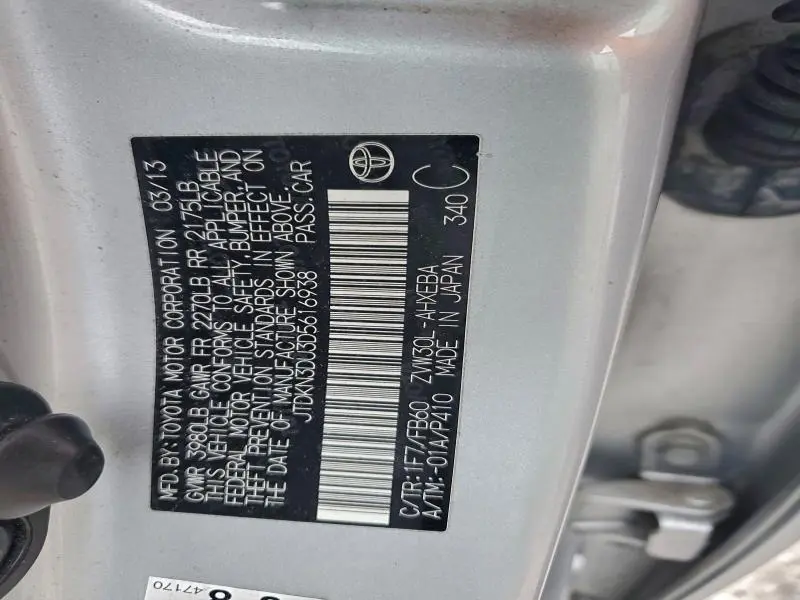 MFD.BY:TOYOTA MOTOR CORPORATION 03/13
GVWR 3980LB GAWR FR 2270LB RR 2175LB
THIS VEHICLE CONFORMS TO ALL APPLICABLE
FEDERAL MOTOR VEHICLE SAFETY, BUMPER, AND
THEFT PREVENTION STANDARDS IN EFFECT ON
THE DATE OF MANUFACTURE SHOWN ABOVE.
JTDKN3DU3D5616938 PASS.CAR
C/TR:1F7/FB60 ZVW30L-AHXEBA
A/TM:-01A/P410 MADE IN JAPAN 340 C
8
47170